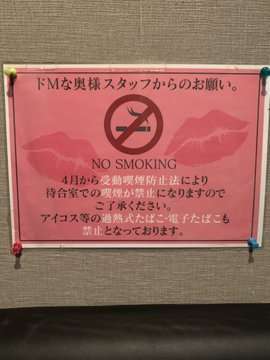 ドMな奥様スタッフからのお願い。
NO SMOKING
4月から受動喫煙防止法により
待合室での喫煙が禁止になりますので
ご了承ください。
アイコス等の過熱式たばこ・電子たばこも
禁止となっております。